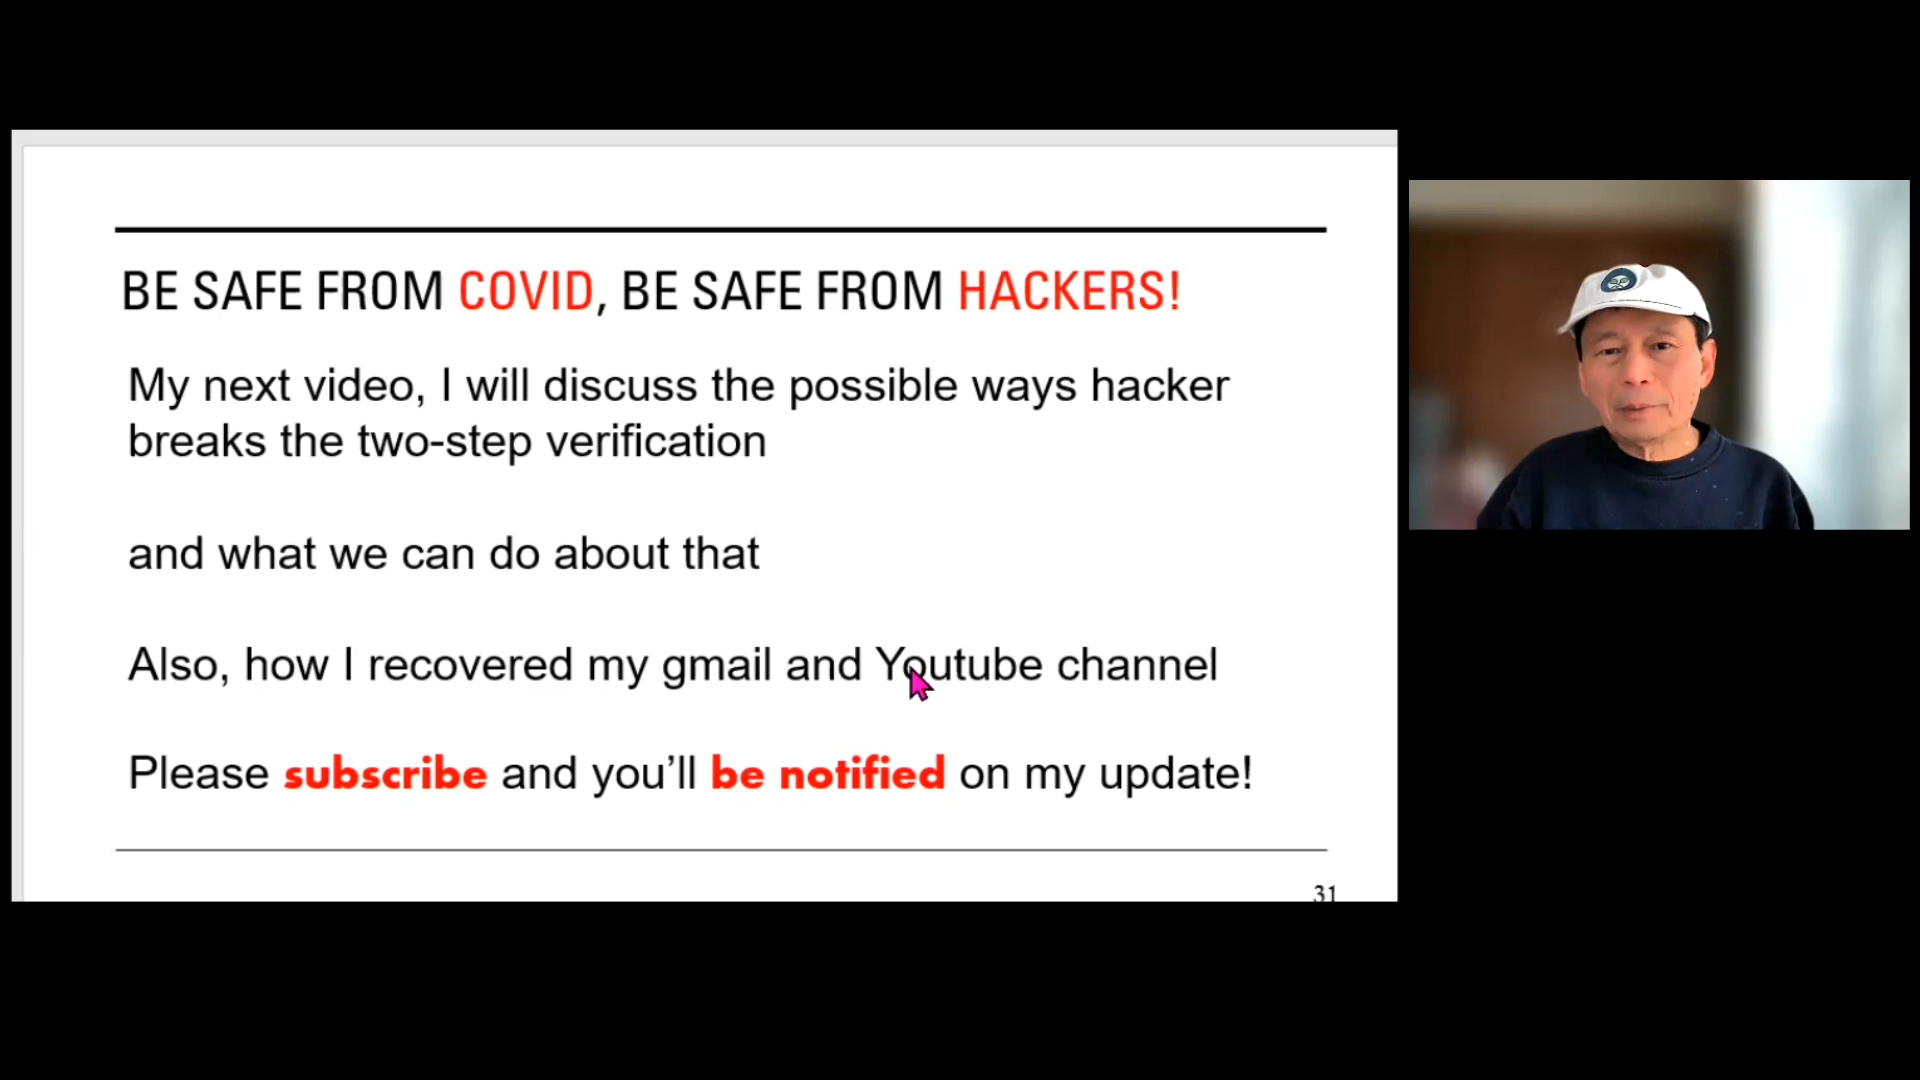 BE SAFE FROM COVID, BE SAFE FROM HACKERS!
My next video, I will discuss the possible ways hacker
breaks the two-step verification
and what we can do about that
Also, how I recovered my gmail and Youtube channel
Please subscribe and you’ll be notified on my update!
31